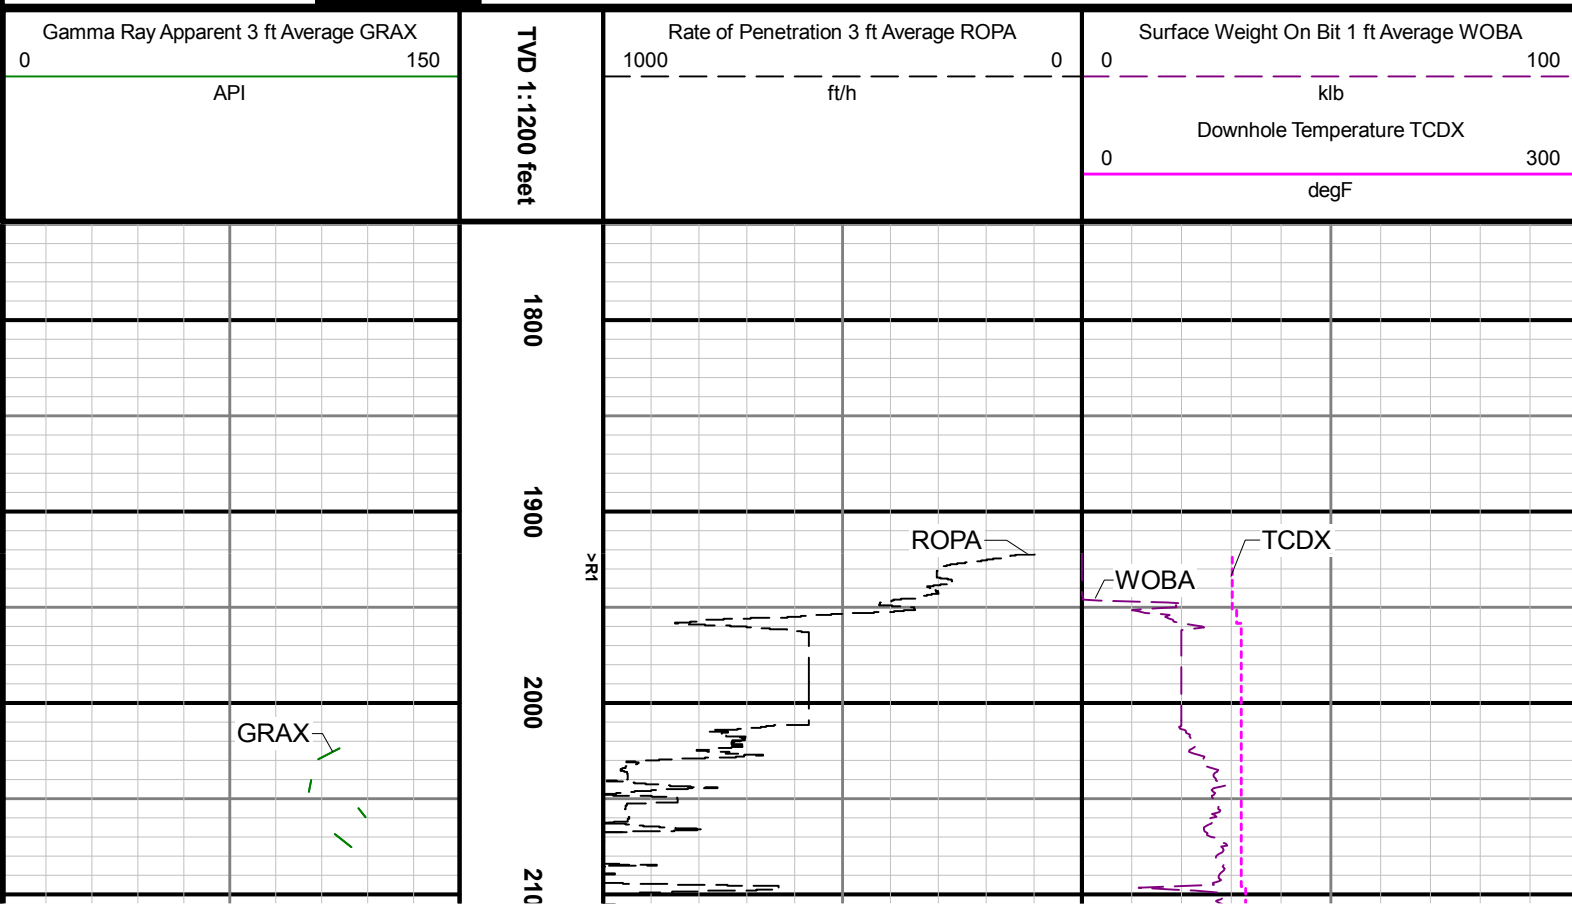 Gamma Ray Apparent 3 ft Average GRAX
0 150
API
TVD 1:1200 feet
Rate of Penetration 3 ft Average ROPA
1000 0
ft/h
Surface Weight On Bit 1 ft Average WOBA
0 100
klb
Downhole Temperature TCDX
0 300
degF
1800
1900
ROPA
TCDX
>R1
WOBA
2000
GRAX
210